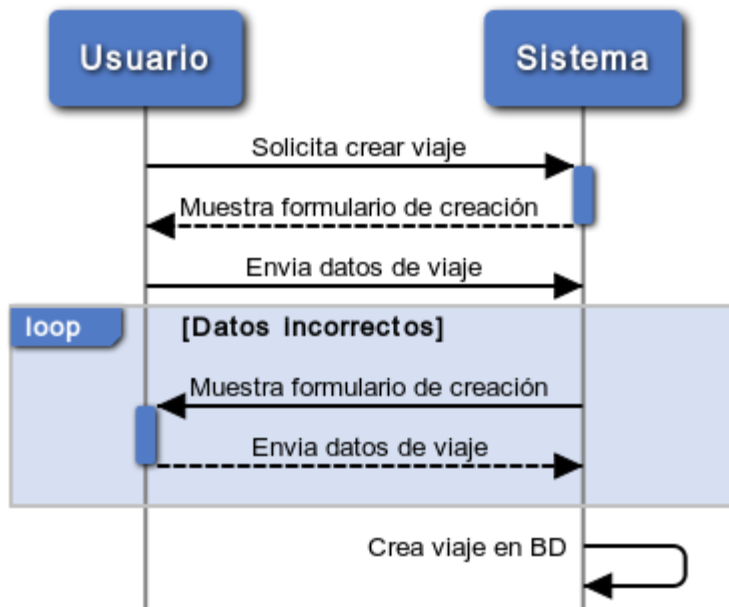 Usuario
Sistema
Solicita crear viaje
Muestra formulario de creación
Envia datos de viaje
loop
[Datos Incorrectos]
Muestra formulario de creación
Envia datos de viaje
Crea viaje en BD